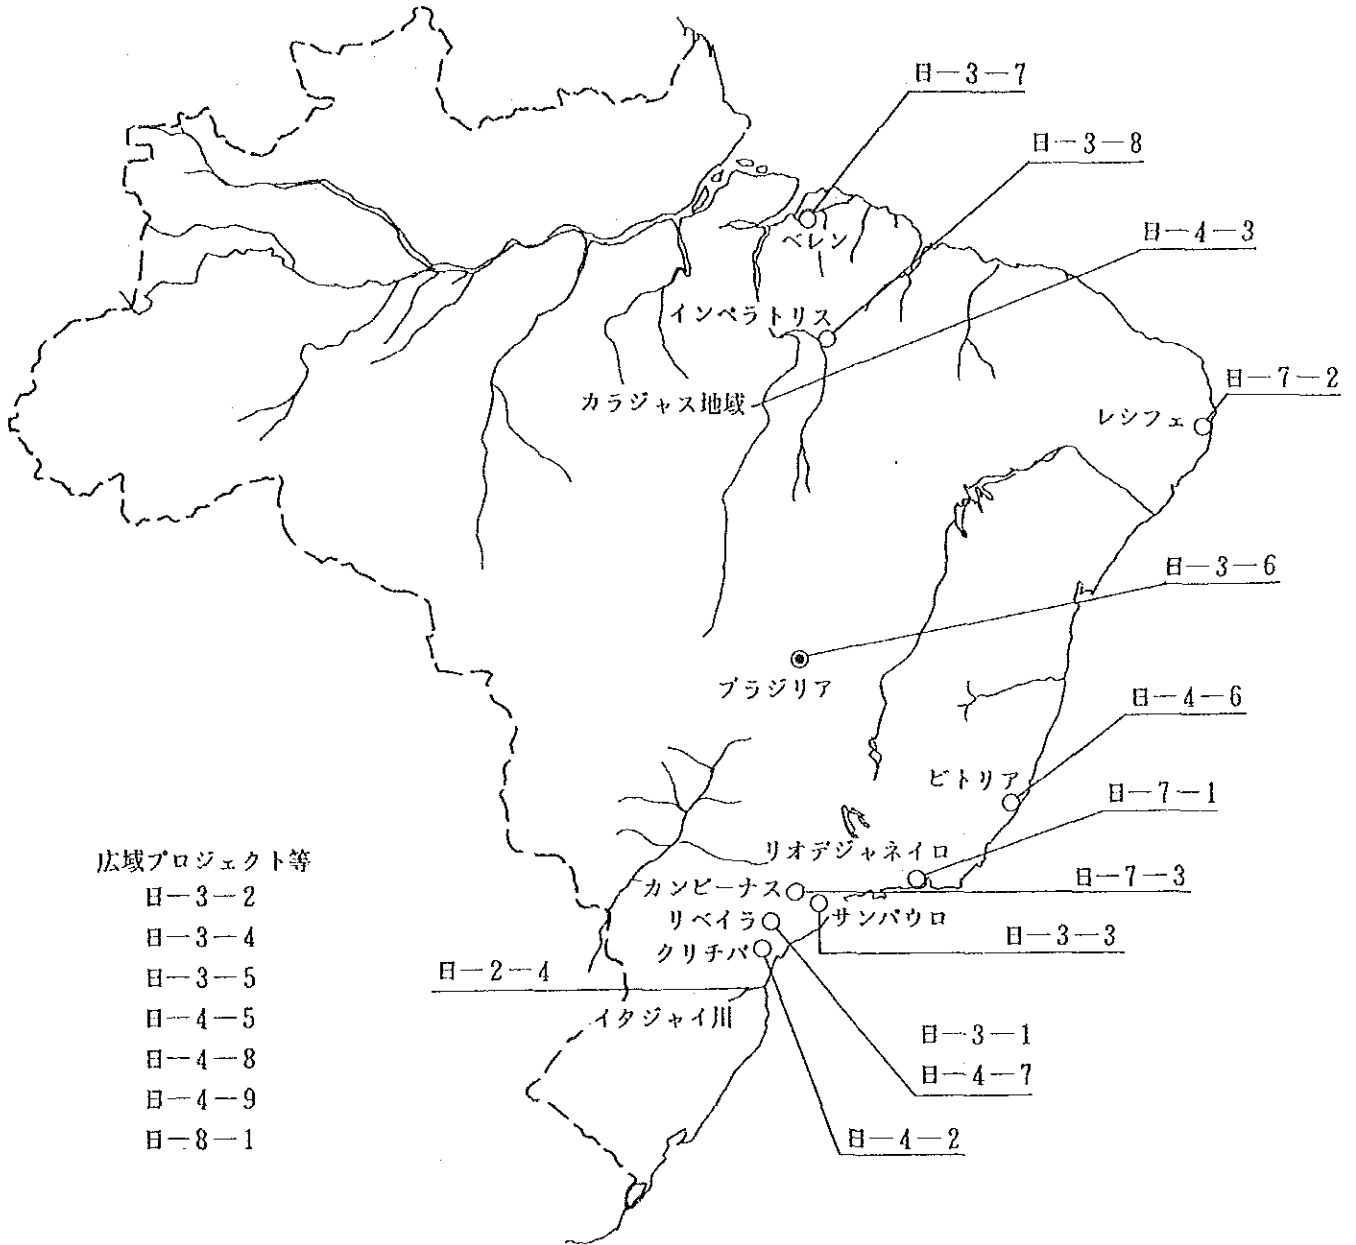 日-3-7
日-3-8
ベレン
日-4-3
インペラトリス
カラジャス地域
日-7-2
レシフェ
日-3-6
ブラジリア
日-4-6
ビトリア
日-7-1
リオデジャネイロ
カンピーナス
日-7-3
リベイラ
サンパウロ
日-3-3
クリチバ
日-2-4
イタジャイ川
日-3-1
日-4-7
日-4-2
広域プロジェクト等
日-3-2
日-3-4
日-3-5
日-4-5
日-4-8
日-4-9
日-8-1